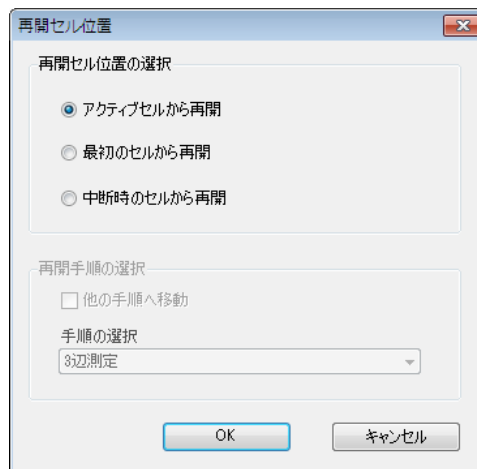 再開セル位置
再開セル位置の選択
アクティブセルから再開
最初のセルから再開
中断時のセルから再開
再開手順の選択
他の手順へ移動
手順の選択
3辺測定
OK キャンセル